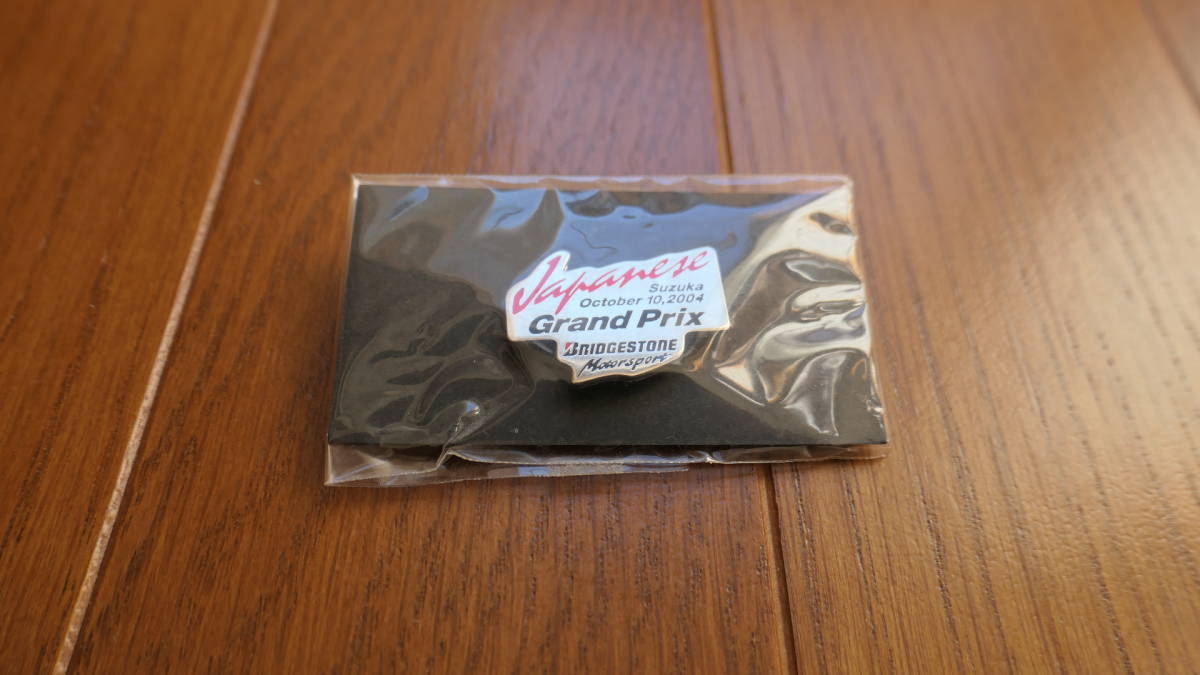 Japanese
Suzuka
October 10, 2004
Grand Prix
BRIDGESTONE
Motorsport